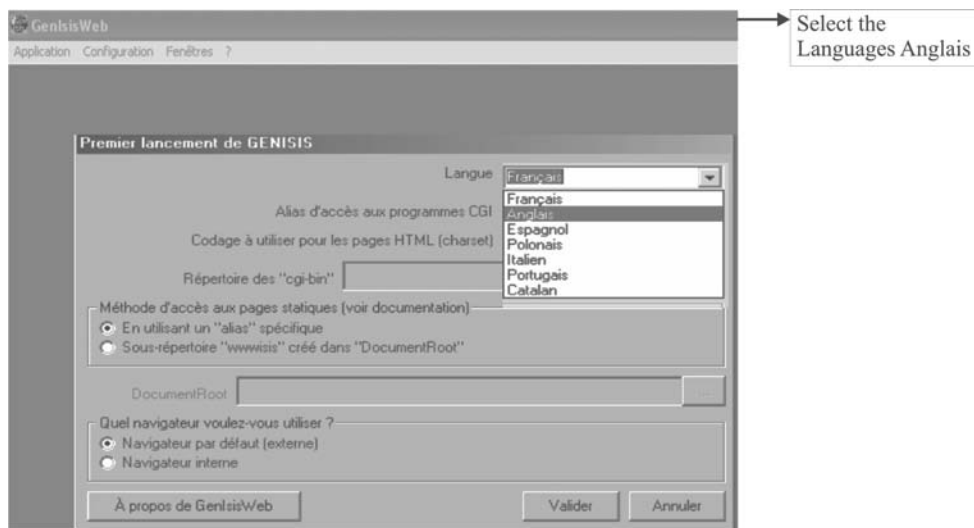 GenIsisWeb
Select the
Languages Anglais
Application Configuration Fenêtres ?
Premier lancement de GENISIS
Langue Français
Français
Anglais
Espagnol
Polonais
Italien
Portugais
Catalan
Alias d'accès aux programmes CGI
Codage à utiliser pour les pages HTML (charset)
Répertoire des "cgi-bin"
Méthode d'accès aux pages statiques (voir documentation)
En utilisant un "alias" spécifique
Sous-répertoire "wwwisis" créé dans "DocumentRoot"
DocumentRoot ...
Quel navigateur voulez-vous utiliser ?
Navigateur par défaut (externe)
Navigateur interne
À propos de GenIsisWeb Valider Annuler